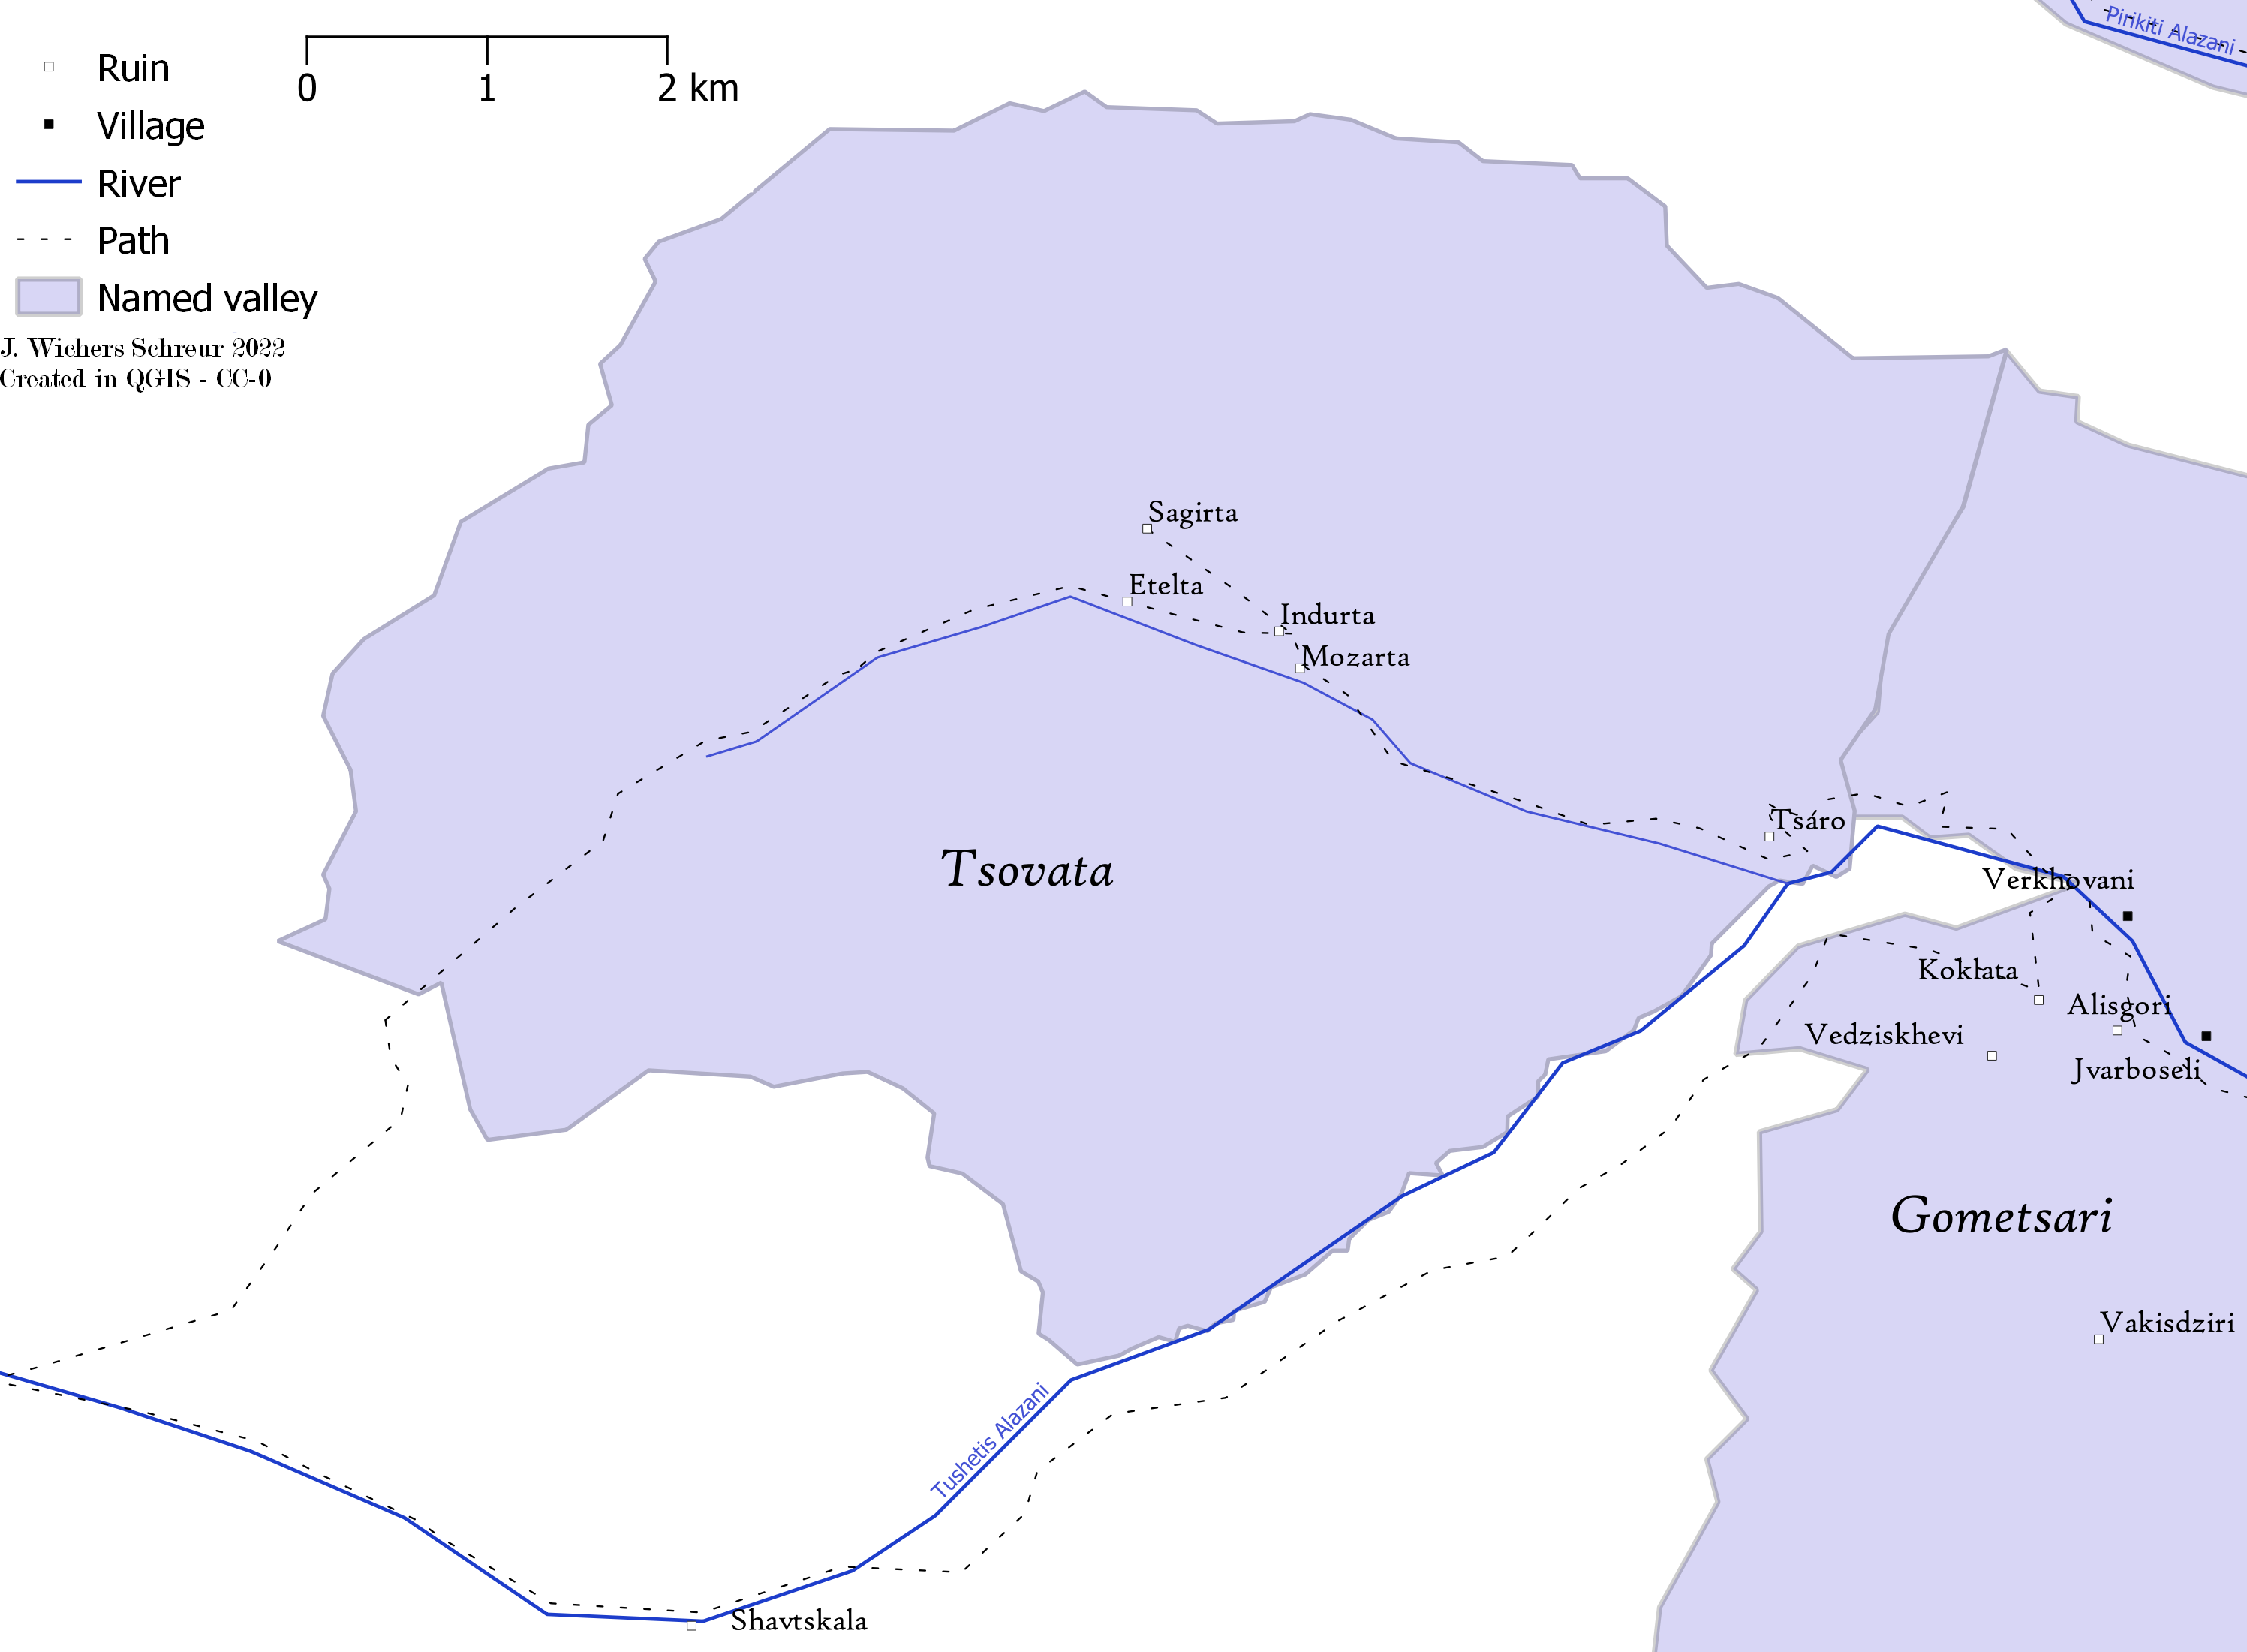 Pirikiti Alazani
Ruin
Village
River
Path
Named valley
0 1 2 km
J. Wichers Schreur 2022
Created in QGIS - CC-0
Sagirta
Etelta
Indurta
Mozarta
Tsáro
Tsovata
Verkhovani
Koklata
Alisgori
Vedziskhevi
Jvarboseli
Gometsari
Vakisdziri
Tushetis Alazani
Shavtskala